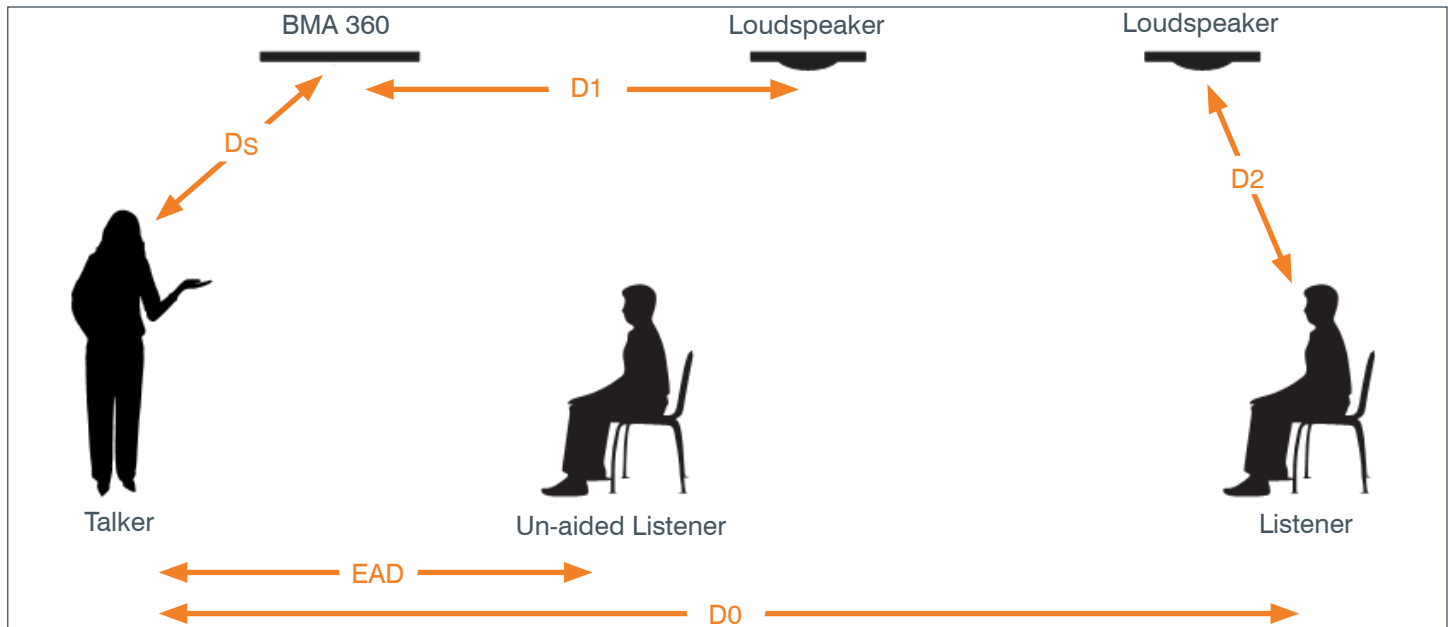 BMA 360
Loudspeaker
Loudspeaker
D1
DS
D2
Talker
Un-aided Listener
Listener
EAD
D0